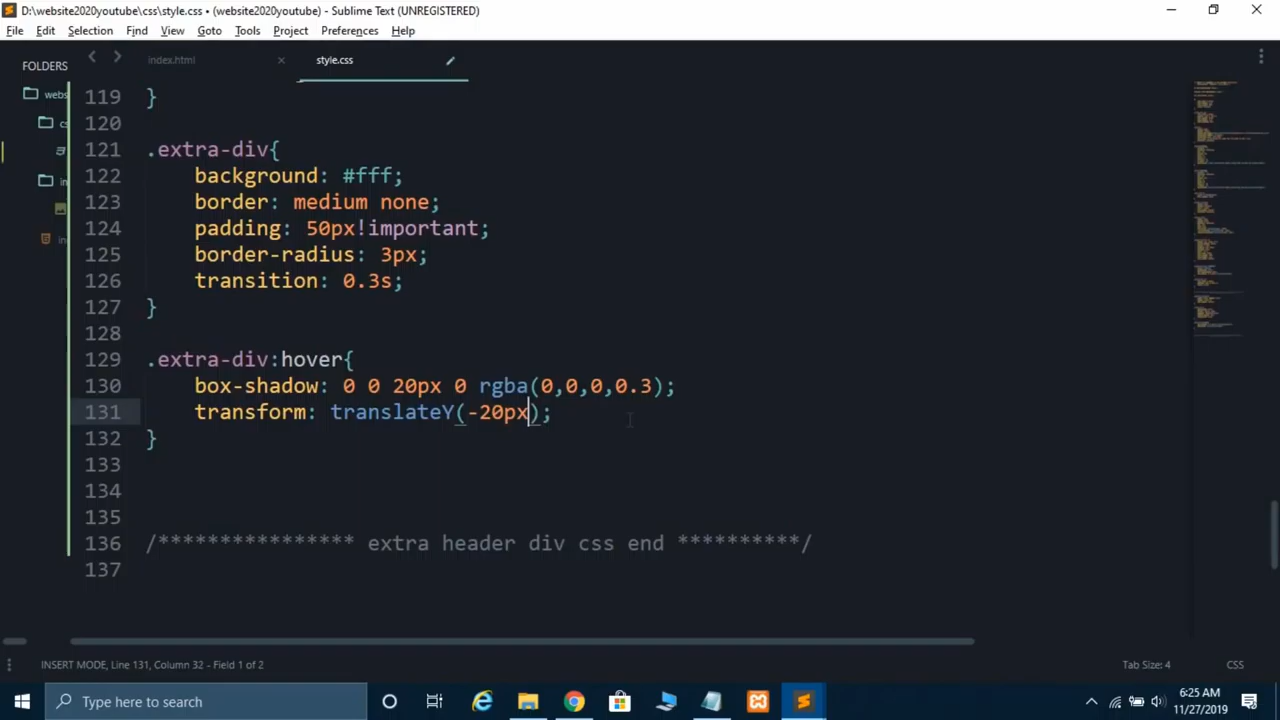 D:\website2020youtube\css\style.css • (website2020youtube) - Sublime Text (UNREGISTERED)
File Edit Selection Find View Goto Tools Project Preferences Help
FOLDERS
index.html
style.css
webs
119 }
120
121 .extra-div{
122 background: #fff;
123 border: medium none;
124 padding: 50px!important;
125 border-radius: 3px;
126 transition: 0.3s;
127 }
128
129 .extra-div:hover{
130 box-shadow: 0 0 20px 0 rgba(0,0,0,0.3);
131 transform: translateY(-20px);
132 }
133
134
135
136 /**************** extra header div css end **********/
137
INSERT MODE, Line 131, Column 32 - Field 1 of 2
Tab Size: 4
CSS
Type here to search
6:25 AM
11/27/2019